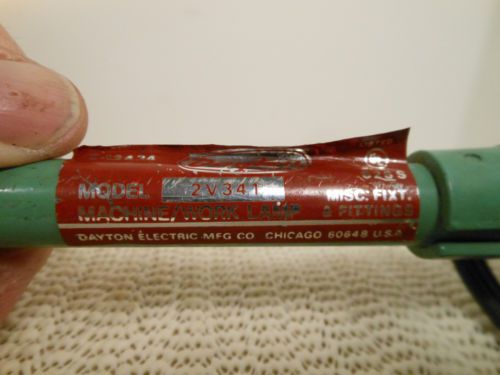 MODEL 2V341
MACHINE/WORK LAMP
MISC. FIXT.
& FITTINGS
DAYTON ELECTRIC MFG CO. CHICAGO 60648 U.S.A.